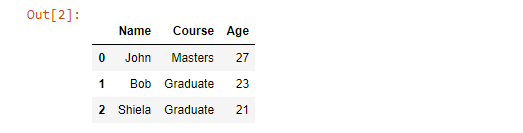 Out[2]:
Name Course Age
0 John Masters 27
1 Bob Graduate 23
2 Shiela Graduate 21